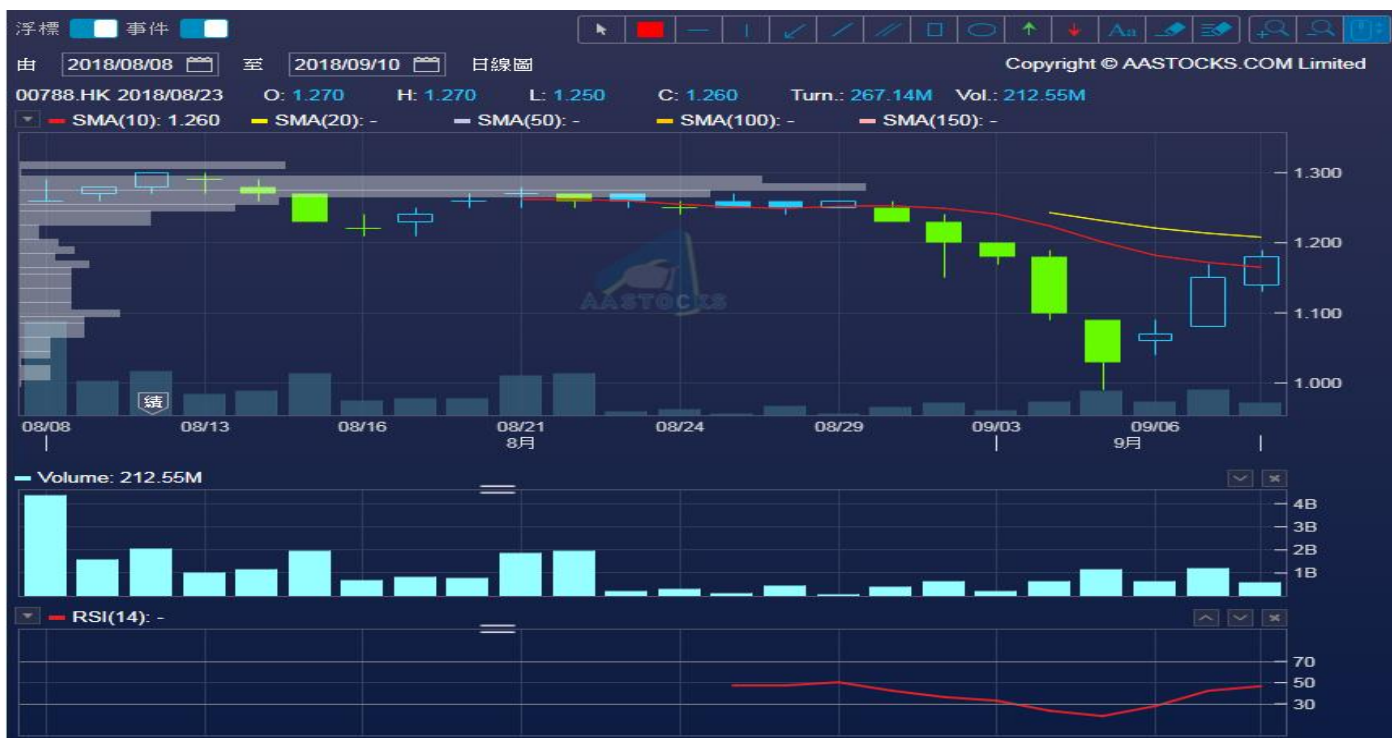 浮標 事件 Aa
由 2018/08/08 至 2018/09/10 日線圖 Copyright © AASTOCKS.COM Limited
00788.HK 2018/08/23 O: 1.270 H: 1.270 L: 1.250 C: 1.260 Turn.: 267.14M Vol.: 212.55M
SMA(10): 1.260 SMA(20): - SMA(50): - SMA(100): - SMA(150): -
1.300
1.200
AASTOCKS
1.100
1.000
績
08/08 08/13 08/16 08/21 08/24 08/29 09/03 09/06
8月 9月
Volume: 212.55M
4B
3B
2B
1B
RSI(14): -
70
50
30